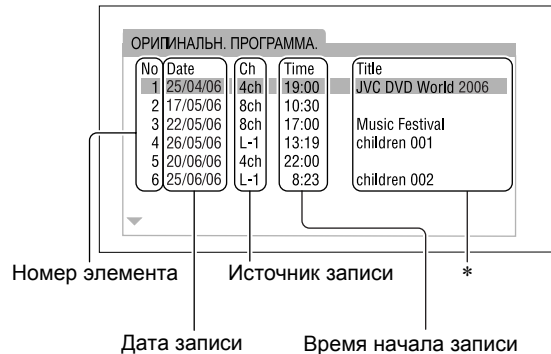 ОРИГИНАЛЬН. ПРОГРАММА.
No Date Ch Time Title
1 25/04/06 4ch 19:00 JVC DVD World 2006
2 17/05/06 8ch 10:30
3 22/05/06 8ch 17:00 Music Festival
4 26/05/06 L-1 13:19 children 001
5 20/06/06 4ch 22:00
6 25/06/06 L-1 8:23 children 002
Номер элемента Источник записи *
Дата записи Время начала записи